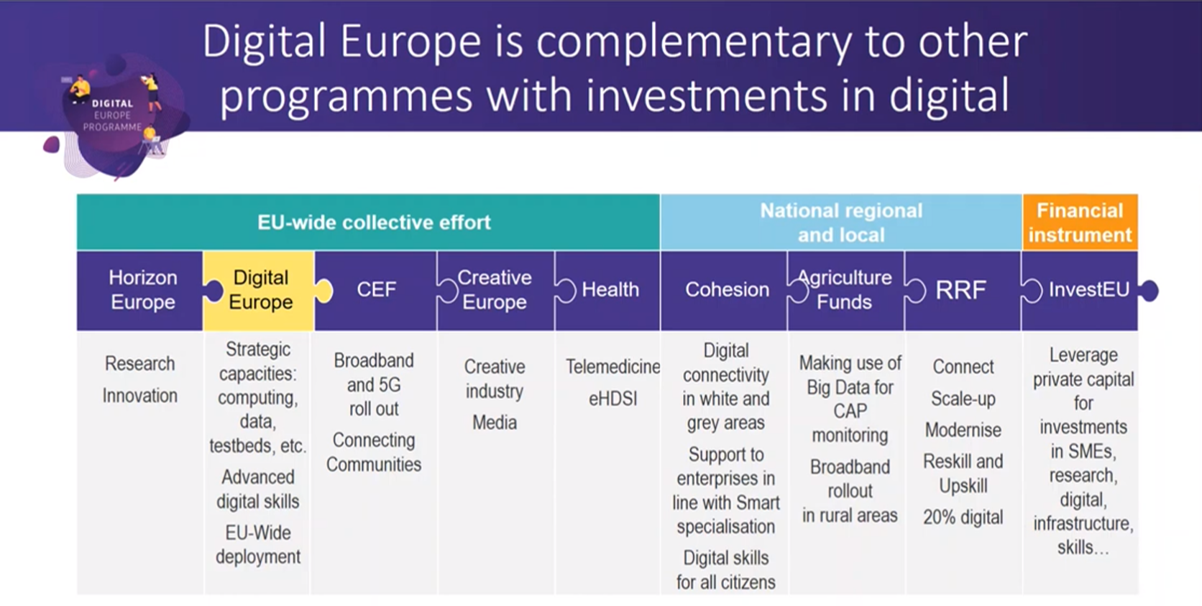 Digital Europe is complementary to other
programmes with investments in digital
DIGITAL
EUROPE
PROGRAMME
EU-wide collective effort
National regional
and local
Financial
instrument
Horizon
Europe
Digital
Europe
CEF
Creative
Europe
Health
Cohesion
Agriculture
Funds
RRF
InvestEU
Research
Innovation
Strategic
capacities:
computing,
data,
testbeds, etc.
Advanced
digital skills
EU-Wide
deployment
Broadband
and 5G
roll out
Connecting
Communities
Creative
industry
Media
Telemedicine
eHDSI
Digital
connectivity
in white and
grey areas
Support to
enterprises in
line with Smart
specialisation
Digital skills
for all citizens
Making use of
Big Data for
CAP
monitoring
Broadband
rollout
in rural areas
Connect
Scale-up
Modernise
Reskill and
Upskill
20% digital
Leverage
private capital
for
investments
in SMEs,
research,
digital,
infrastructure,
skills…